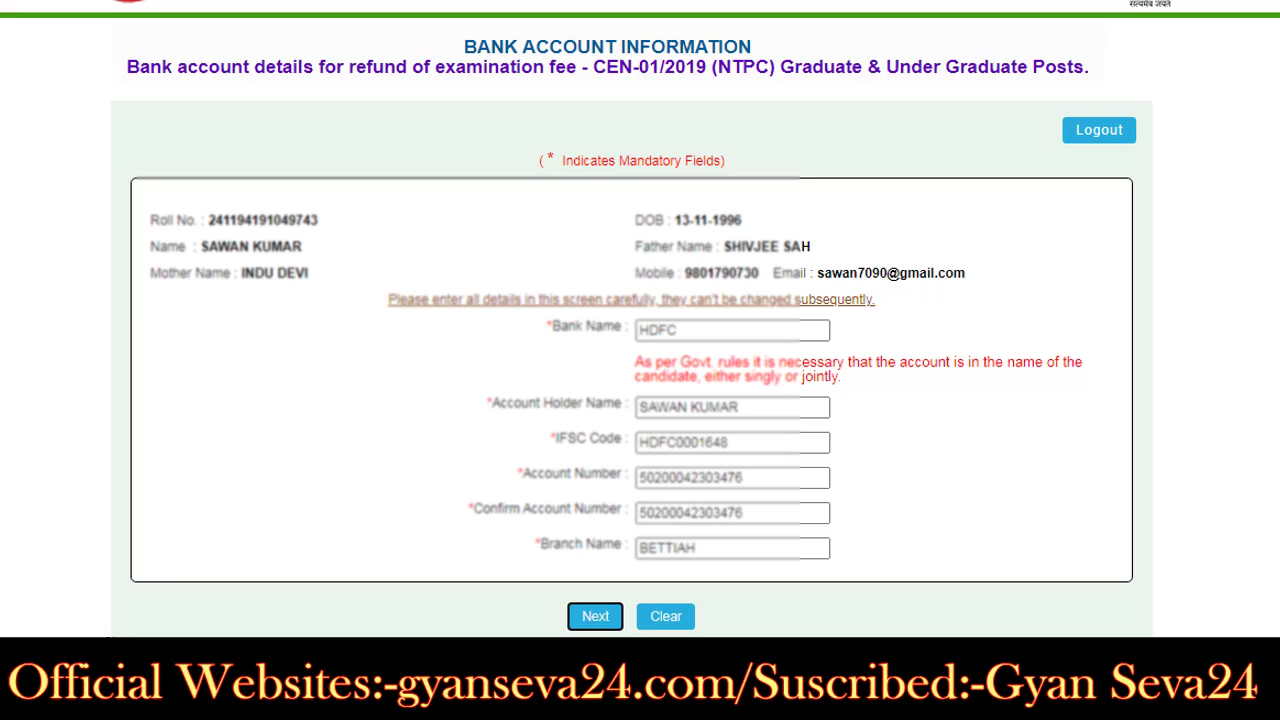 सत्यमेव जयते
BANK ACCOUNT INFORMATION
Bank account details for refund of examination fee - CEN-01/2019 (NTPC) Graduate & Under Graduate Posts.
Logout
( * Indicates Mandatory Fields)
Roll No. : 241194191049743 DOB : 13-11-1996
Name : SAWAN KUMAR Father Name : SHIVJEE SAH
Mother Name : INDU DEVI Mobile : 9801790730 Email : sawan7090@gmail.com
Please enter all details in this screen carefully, they can't be changed subsequently.
*Bank Name : HDFC
As per Govt. rules it is necessary that the account is in the name of the
candidate, either singly or jointly.
*Account Holder Name : SAWAN KUMAR
*IFSC Code : HDFC0001648
*Account Number : 50200042303476
*Confirm Account Number : 50200042303476
*Branch Name : BETTIAH
Next Clear
Official Websites:-gyanseva24.com/Suscribed:-Gyan Seva24